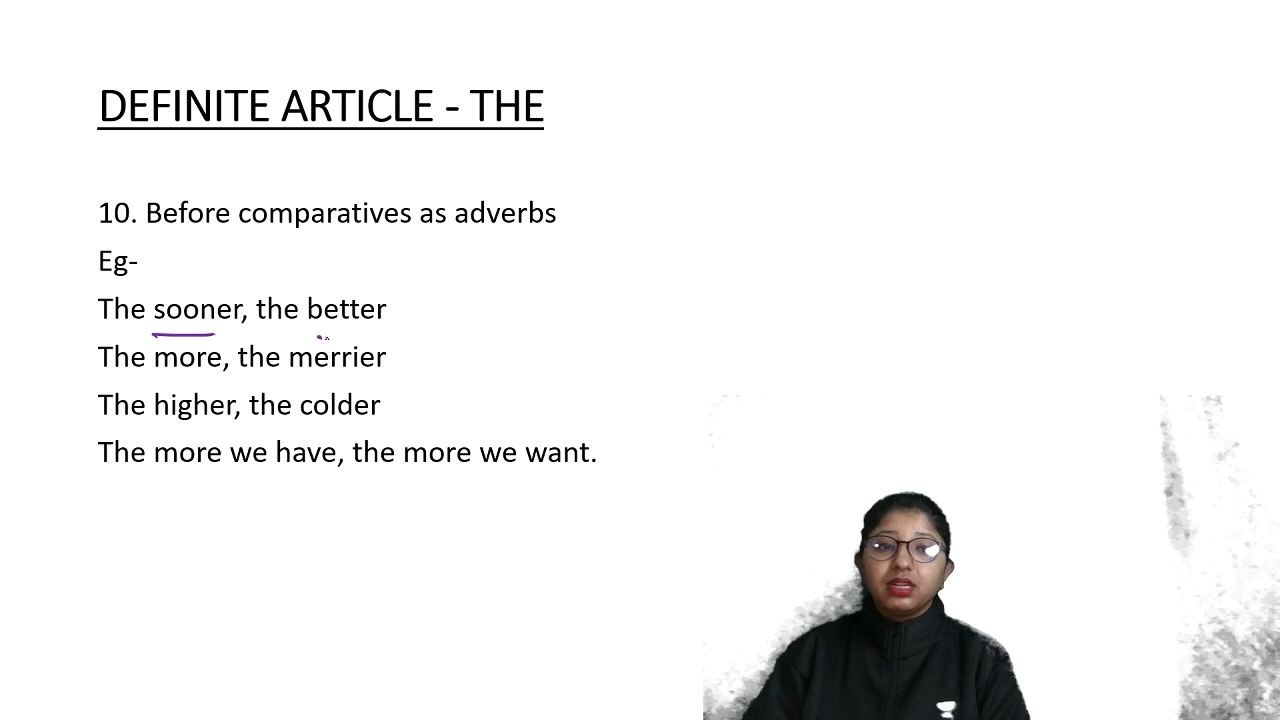 DEFINITE ARTICLE - THE
10. Before comparatives as adverbs
Eg-
The sooner, the better
The more, the merrier
The higher, the colder
The more we have, the more we want.